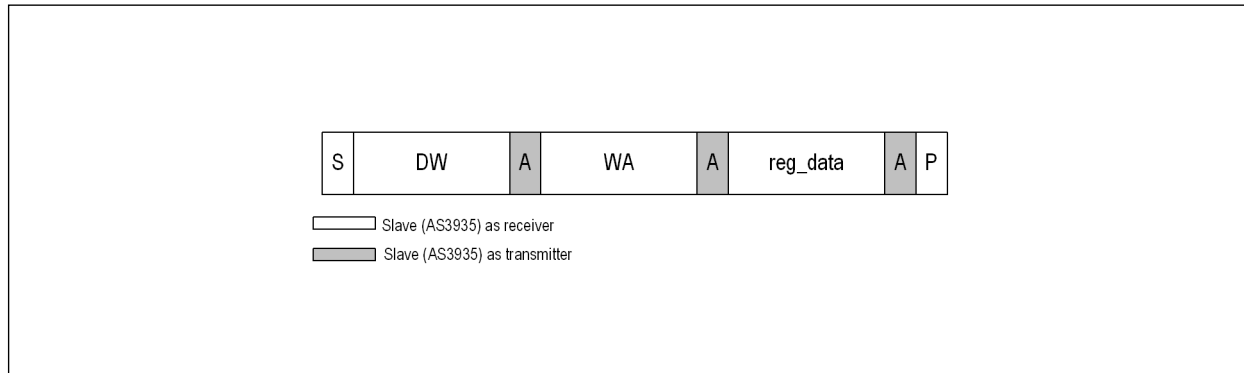 S DW A WA A reg_data A P
Slave (AS3935) as receiver
Slave (AS3935) as transmitter